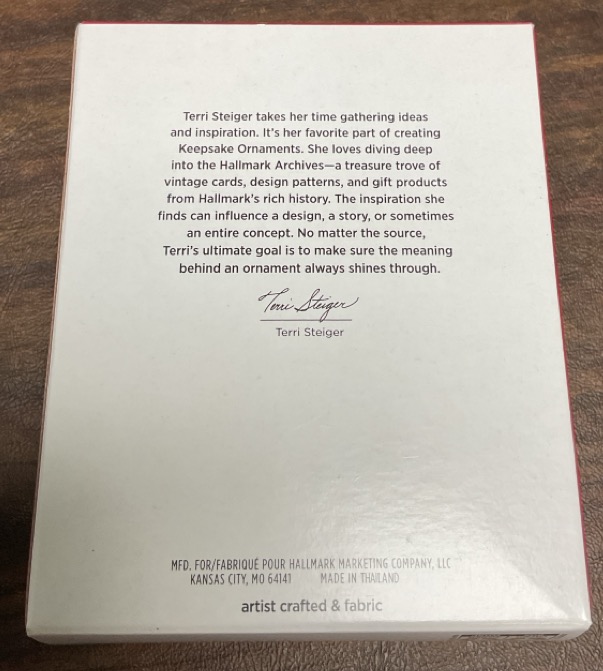 Terri Steiger takes her time gathering ideas
and inspiration. It's her favorite part of creating
Keepsake Ornaments. She loves diving deep
into the Hallmark Archives—a treasure trove of
vintage cards, design patterns, and gift products
from Hallmark's rich history. The inspiration she
finds can influence a design, a story, or sometimes
an entire concept. No matter the source,
Terri's ultimate goal is to make sure the meaning
behind an ornament always shines through.
Terri Steiger
Terri Steiger
MFD. FOR/FABRIQUÉ POUR HALLMARK MARKETING COMPANY, LLC
KANSAS CITY, MO 64141 MADE IN THAILAND
artist crafted & fabric